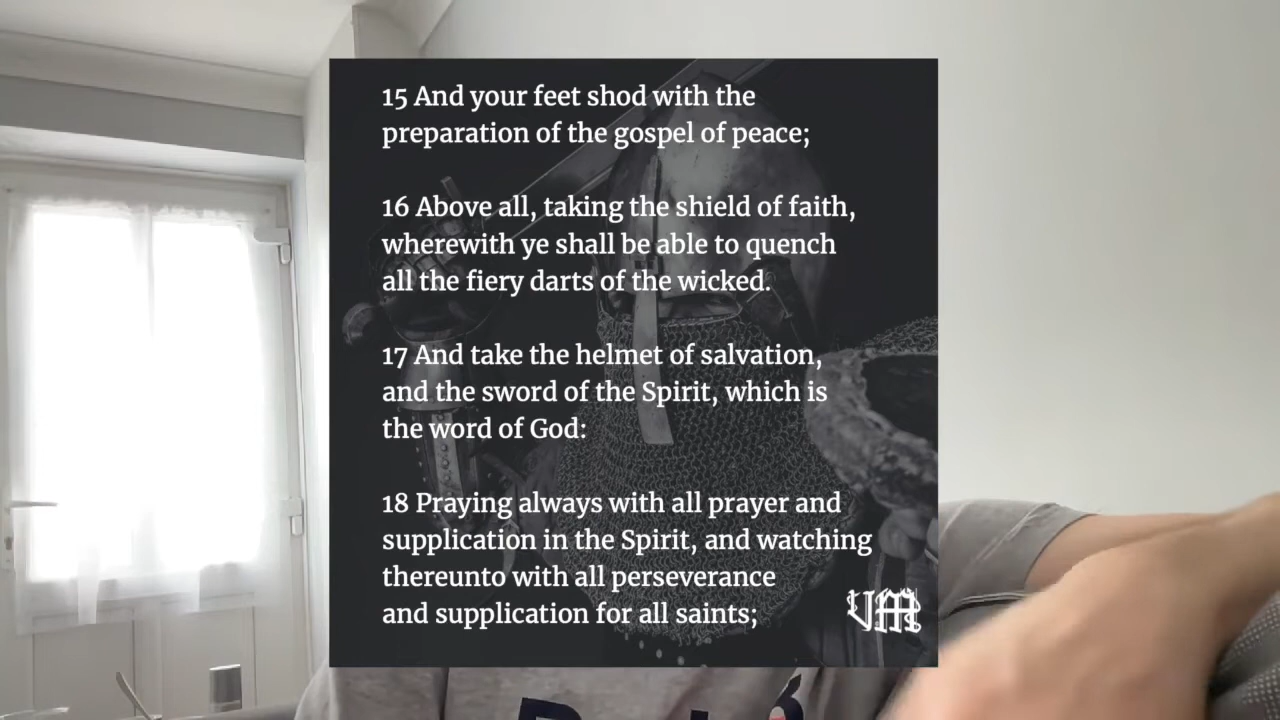 15 And your feet shod with the
preparation of the gospel of peace;
16 Above all, taking the shield of faith,
wherewith ye shall be able to quench
all the fiery darts of the wicked.
17 And take the helmet of salvation,
and the sword of the Spirit, which is
the word of God:
18 Praying always with all prayer and
supplication in the Spirit, and watching
thereunto with all perseverance
and supplication for all saints;